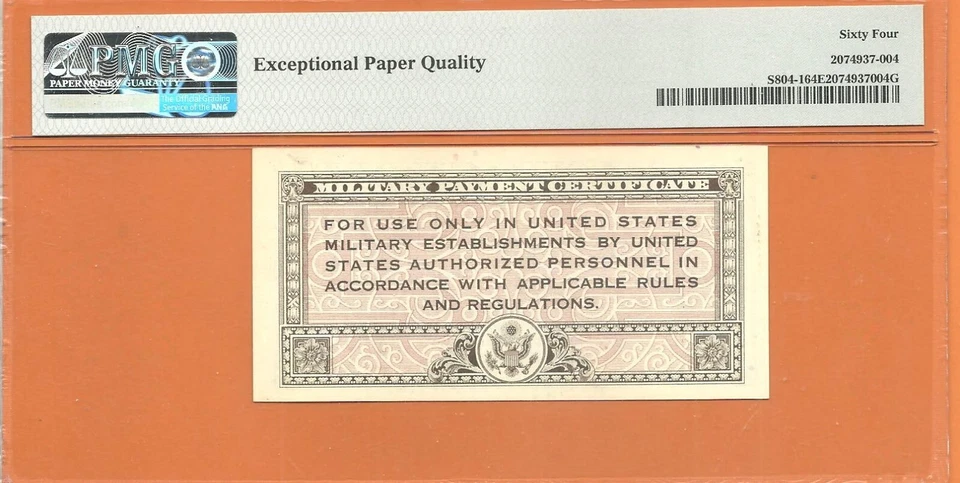 PMG
PAPER MONEY GUARANTY
The Official Grading
Service of the ANA
Exceptional Paper Quality
Sixty Four
2074937-004
S804-164E2074937004G
MILITARY PAYMENT CERTIFICATE
FOR USE ONLY IN UNITED STATES
MILITARY ESTABLISHMENTS BY UNITED
STATES AUTHORIZED PERSONNEL IN
ACCORDANCE WITH APPLICABLE RULES
AND REGULATIONS.